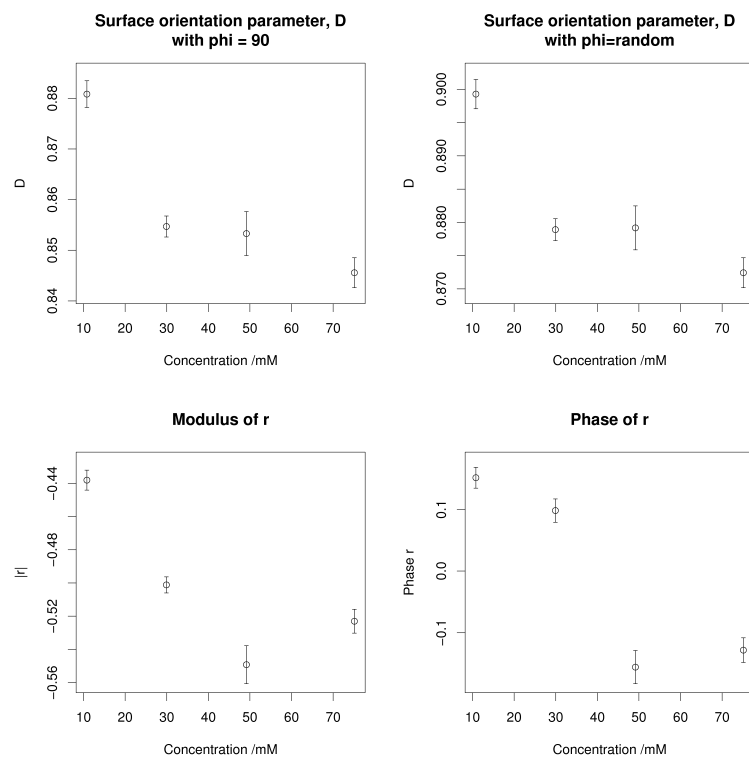 Surface orientation parameter, D
with phi = 90
D
0.88
0.87
0.86
0.85
0.84
10 20 30 40 50 60 70
Concentration /mM
Surface orientation parameter, D
with phi=random
D
0.900
0.890
0.880
0.870
10 20 30 40 50 60 70
Concentration /mM
Modulus of r
|r|
−0.44
−0.48
−0.52
−0.56
10 20 30 40 50 60 70
Concentration /mM
Phase of r
Phase r
0.1
0.0
−0.1
10 20 30 40 50 60 70
Concentration /mM